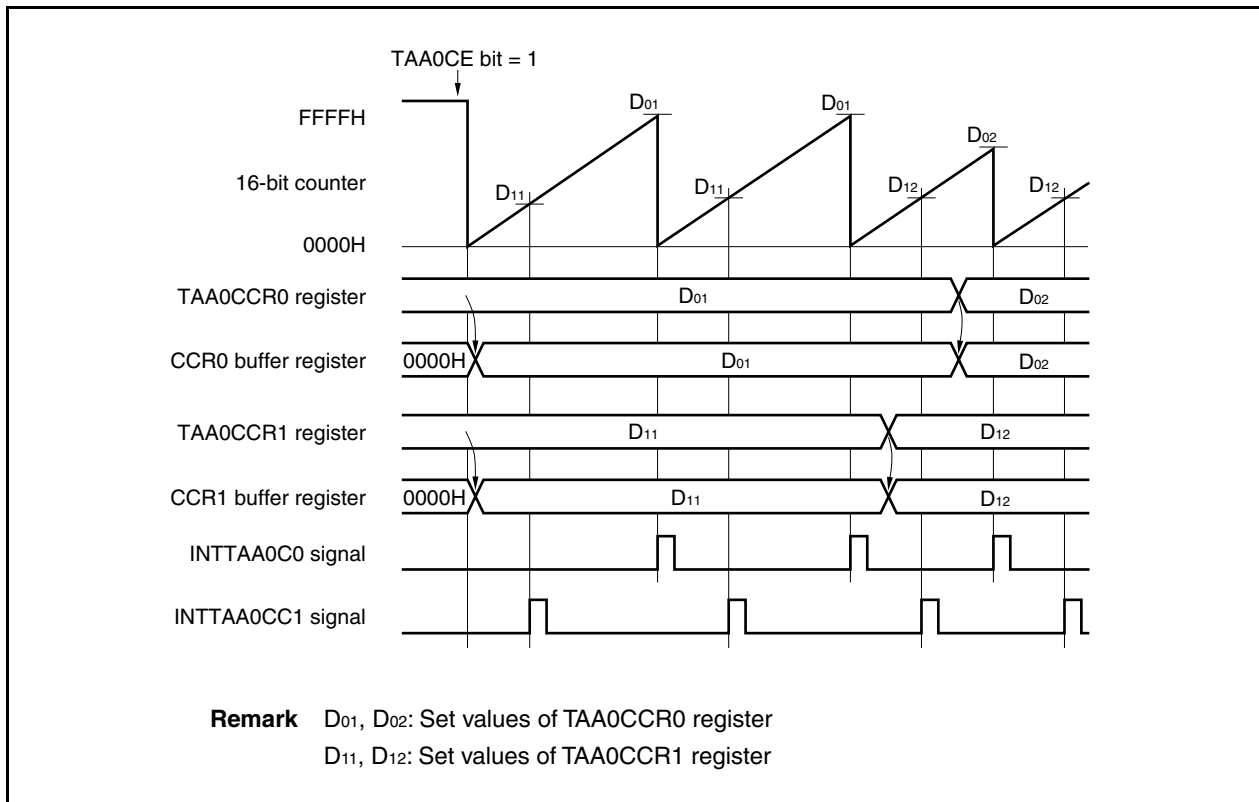 TAA0CE bit = 1
FFFFH
16-bit counter
0000H
D01
D01
D02
D11
D11
D12
D12
TAA0CCR0 register
D01
D02
CCR0 buffer register
0000H
D01
D02
TAA0CCR1 register
D11
D12
CCR1 buffer register
0000H
D11
D12
INTTAA0C0 signal
INTTAA0CC1 signal
Remark D01, D02: Set values of TAA0CCR0 register
D11, D12: Set values of TAA0CCR1 register